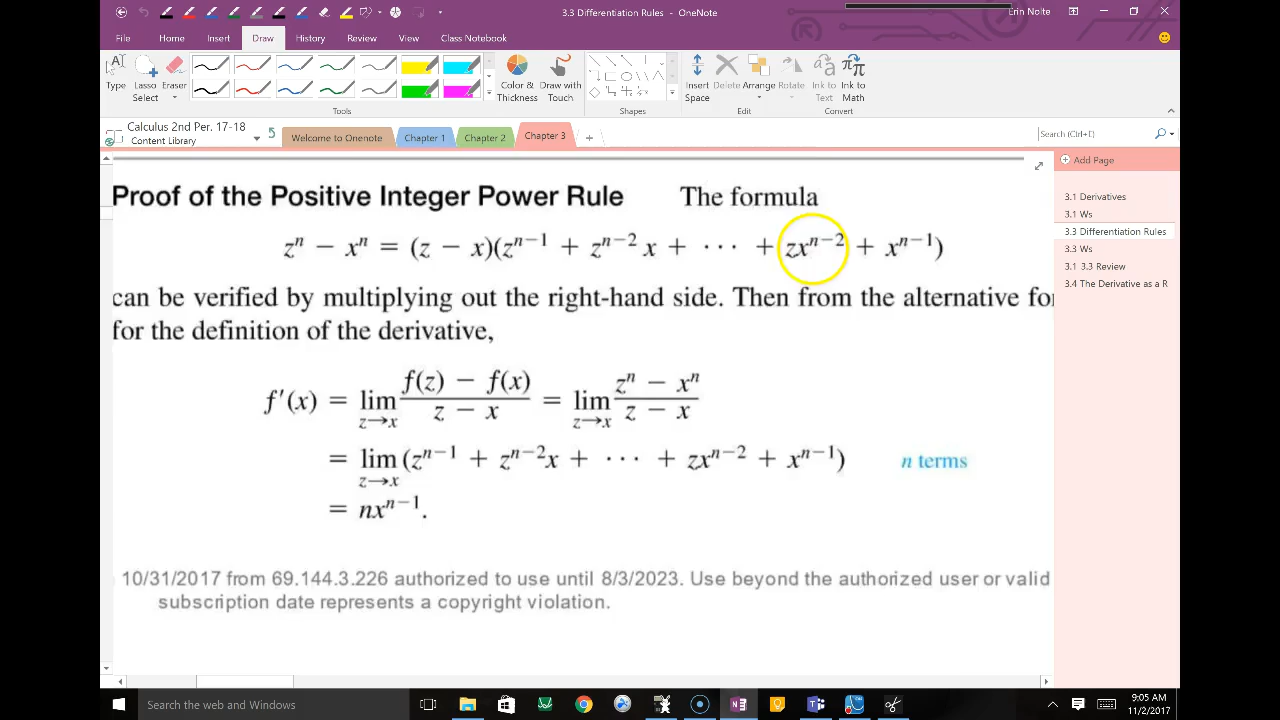 3.3 Differentiation Rules - OneNote
Erin Nolte
File Home Insert Draw History Review View Class Notebook
Type Lasso Select Eraser Color & Thickness Draw with Touch Insert Space Delete Arrange Rotate Ink to Text Ink to Math
Tools Shapes Edit Convert
Calculus 2nd Per. 17-18
Content Library
Welcome to Onenote Chapter 1 Chapter 2 Chapter 3 +
Search (Ctrl+E)
Add Page
3.1 Derivatives
3.1 Ws
3.3 Differentiation Rules
3.3 Ws
3.1 3.3 Review
3.4 The Derivative as a R
Proof of the Positive Integer Power Rule The formula
zⁿ − xⁿ = (z − x)(zⁿ⁻¹ + zⁿ⁻²x + ··· + zxⁿ⁻² + xⁿ⁻¹)
can be verified by multiplying out the right-hand side. Then from the alternative for
for the definition of the derivative,
f'(x) = lim z→x (f(z) − f(x))/(z − x) = lim z→x (zⁿ − xⁿ)/(z − x)
= lim z→x (zⁿ⁻¹ + zⁿ⁻²x + ··· + zxⁿ⁻² + xⁿ⁻¹) n terms
= nxⁿ⁻¹.
10/31/2017 from 69.144.3.226 authorized to use until 8/3/2023. Use beyond the authorized user or valid
subscription date represents a copyright violation.
Search the web and Windows
9:05 AM
11/2/2017